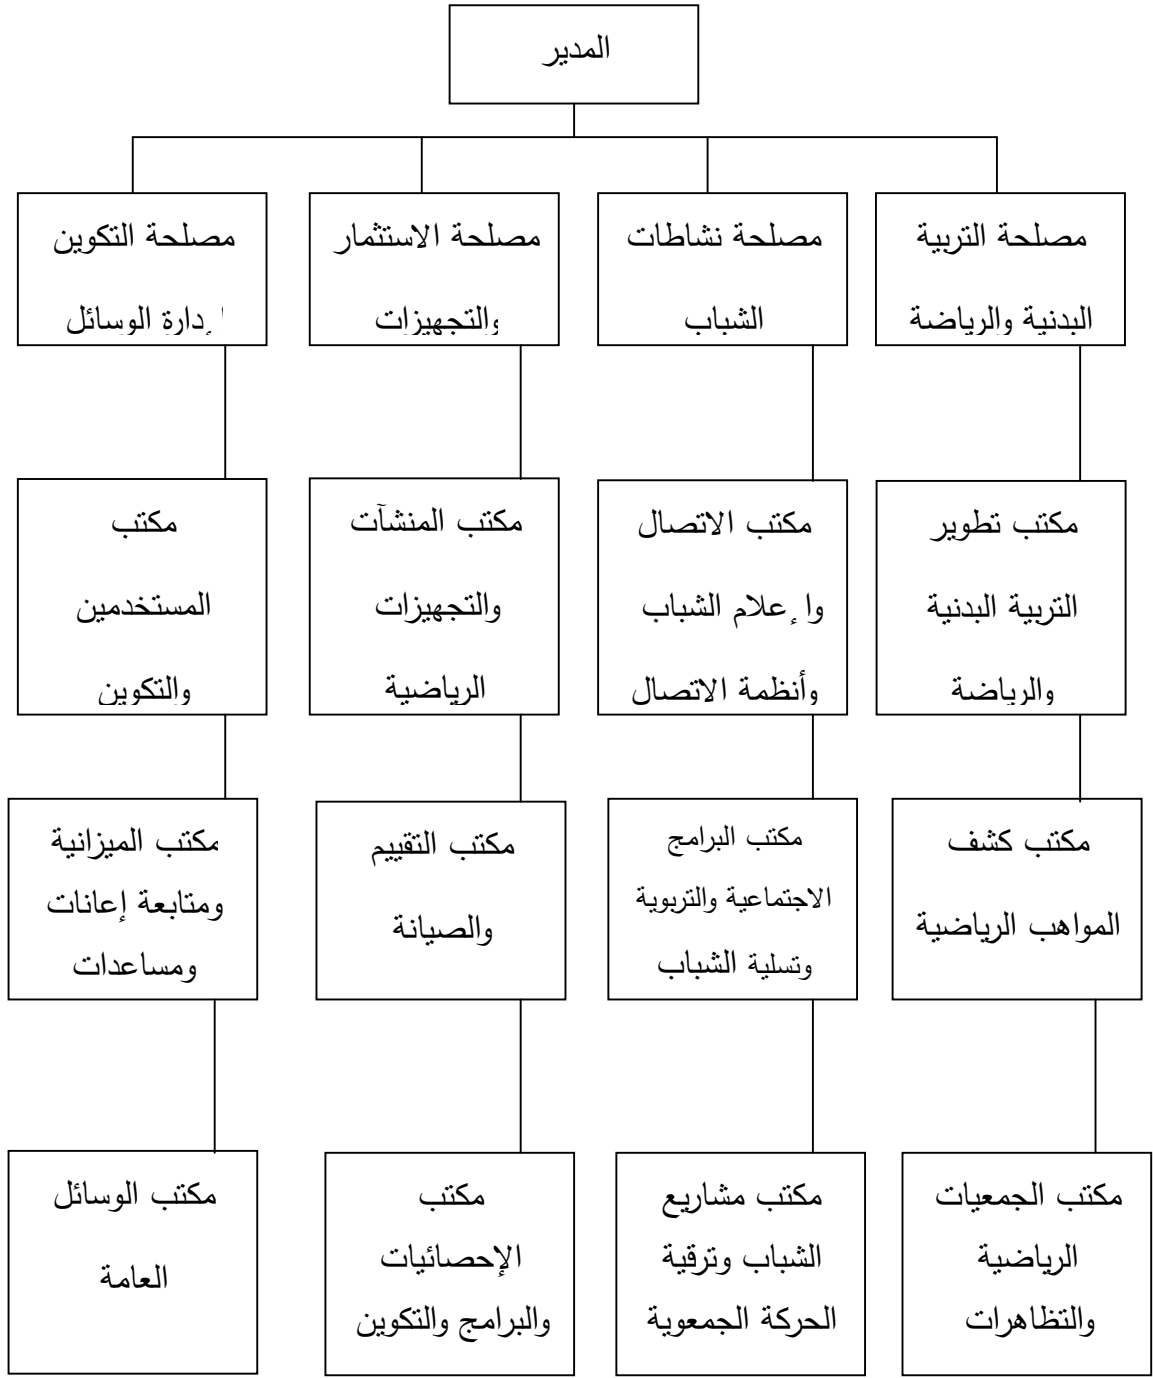 المدير
مصلحة التربية
البدنية والرياضة
مصلحة نشاطات
الشباب
مصلحة الاستثمار
والتجهيزات
مصلحة التكوين
إدارة الوسائل
مكتب تطوير
التربية البدنية
والرياضة
مكتب الاتصال
وإعلام الشباب
وأنظمة الاتصال
مكتب المنشآت
والتجهيزات
الرياضية
مكتب
المستخدمين
والتكوين
مكتب كشف
المواهب الرياضية
مكتب البرامج
الاجتماعية والتربوية
وتسلية الشباب
مكتب التقييم
والصيانة
مكتب الميزانية
ومتابعة إعانات
ومساعدات
مكتب الجمعيات
الرياضية
والتظاهرات
مكتب مشاريع
الشباب وترقية
الحركة الجمعوية
مكتب
الإحصائيات
والبرامج والتكوين
مكتب الوسائل
العامة